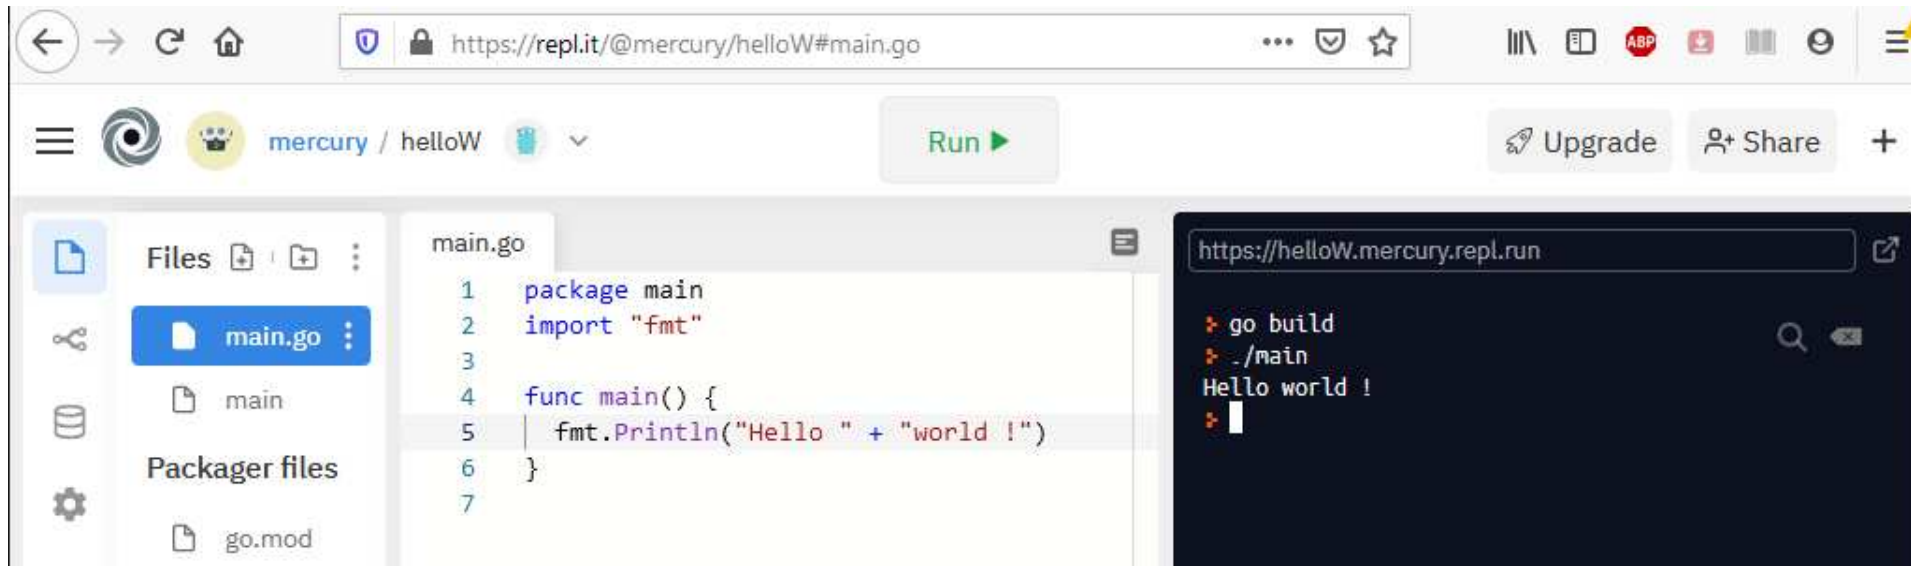 https://repl.it/@mercury/helloW#main.go
ABP
mercury / helloW
Run
Upgrade
Share
Files
main.go
main
Packager files
go.mod
main.go
1 package main
2 import "fmt"
3
4 func main() {
5 fmt.Println("Hello " + "world !")
6 }
7
https://helloW.mercury.repl.run
go build
./main
Hello world !